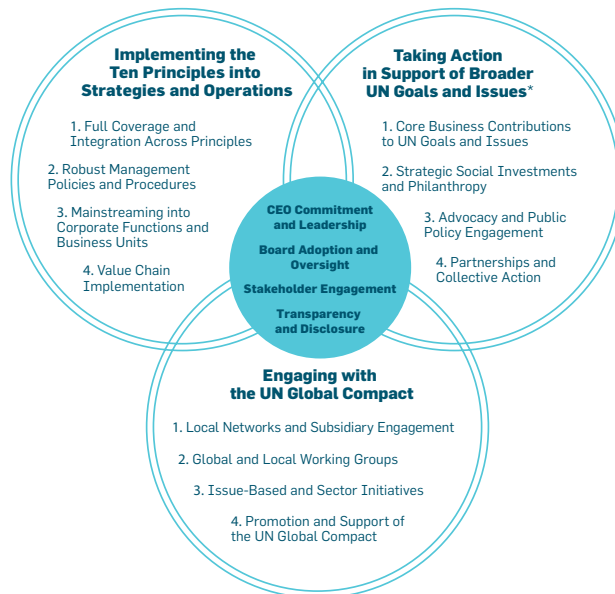 Implementing the
Ten Principles into
Strategies and Operations
1. Full Coverage and
Integration Across Principles
2. Robust Management
Policies and Procedures
3. Mainstreaming into
Corporate Functions and
Business Units
4. Value Chain
Implementation
Taking Action
in Support of Broader
UN Goals and Issues*
1. Core Business Contributions
to UN Goals and Issues
2. Strategic Social Investments
and Philanthropy
3. Advocacy and Public
Policy Engagement
4. Partnerships and
Collective Action
CEO Commitment
and Leadership
Board Adoption and
Oversight
Stakeholder Engagement
Transparency
and Disclosure
Engaging with
the UN Global Compact
1. Local Networks and Subsidiary Engagement
2. Global and Local Working Groups
3. Issue-Based and Sector Initiatives
4. Promotion and Support of
the UN Global Compact